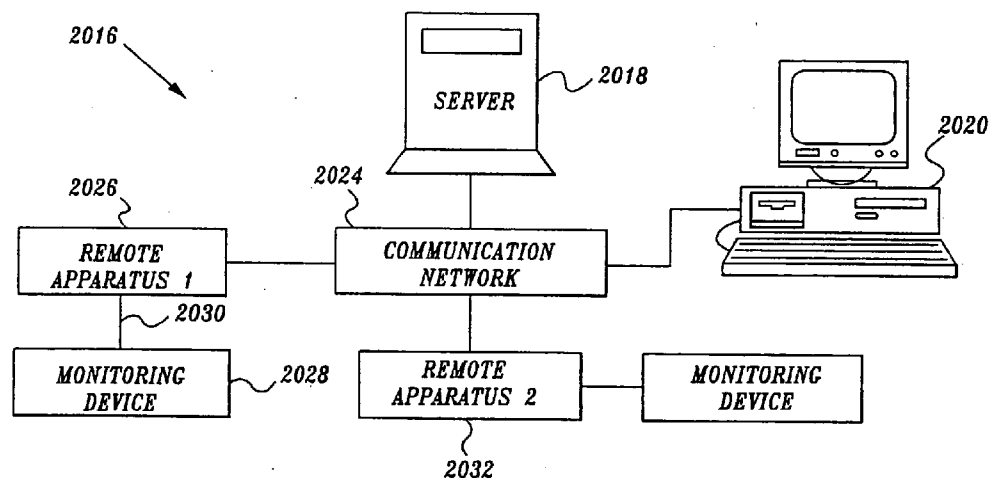 2016
SERVER
2018
2020
2024
2026
REMOTE
APPARATUS 1
COMMUNICATION
NETWORK
2030
MONITORING
DEVICE
2028
REMOTE
APPARATUS 2
MONITORING
DEVICE
2032